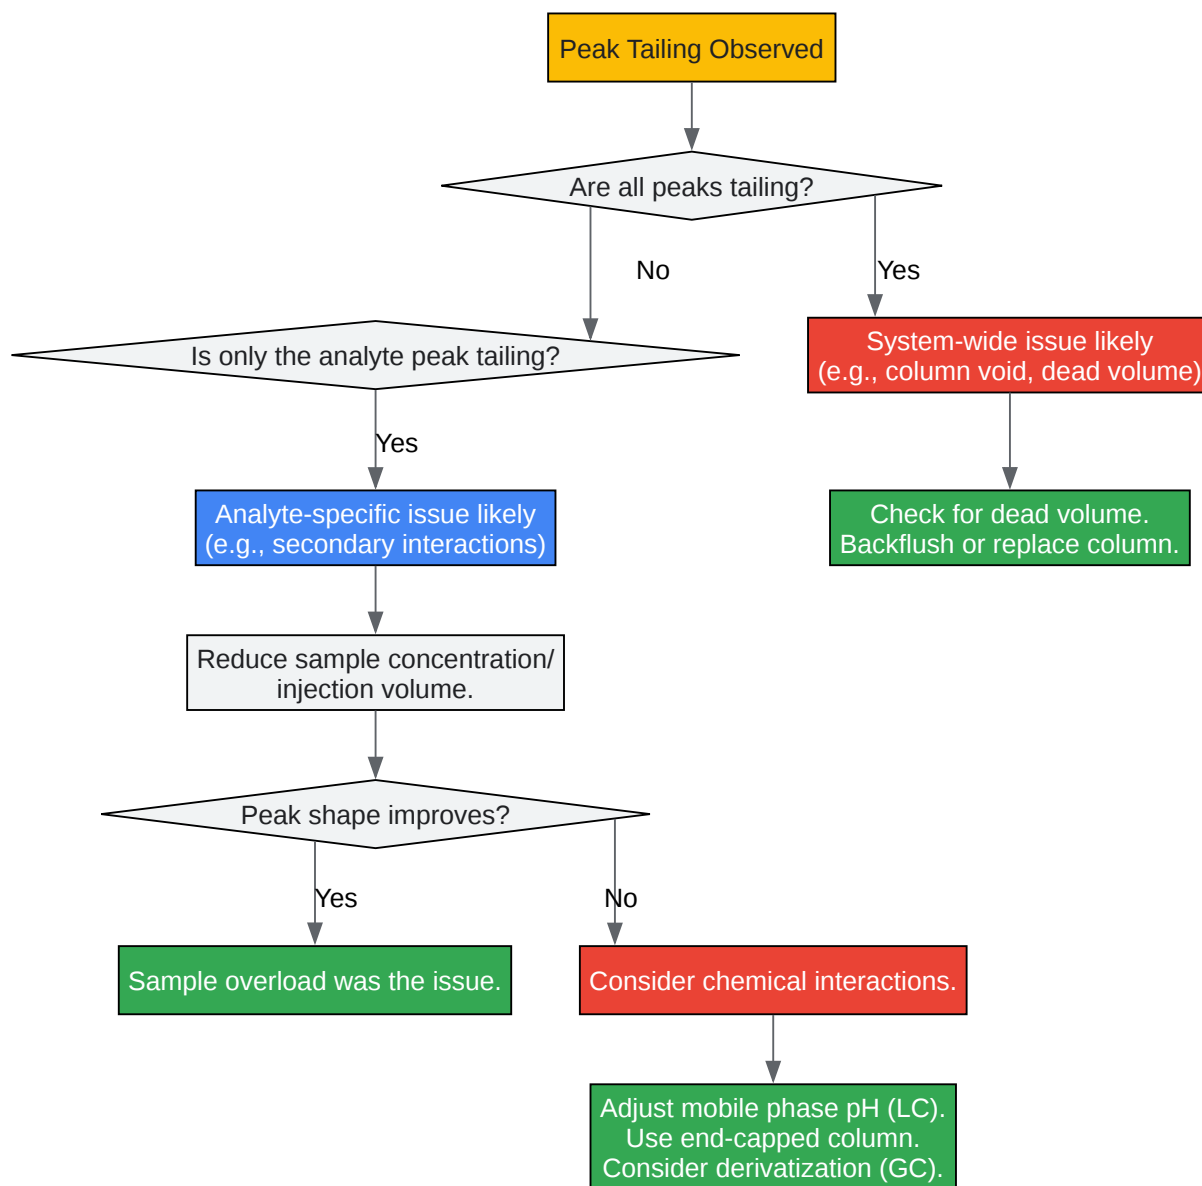 Peak Tailing Observed
Are all peaks tailing?
No
Yes
Is only the analyte peak tailing?
System-wide issue likely
(e.g., column void, dead volume)
Yes
Analyte-specific issue likely
(e.g., secondary interactions)
Check for dead volume.
Backflush or replace column.
Reduce sample concentration/
injection volume.
Peak shape improves?
Yes
No
Sample overload was the issue.
Consider chemical interactions.
Adjust mobile phase pH (LC).
Use end-capped column.
Consider derivatization (GC).